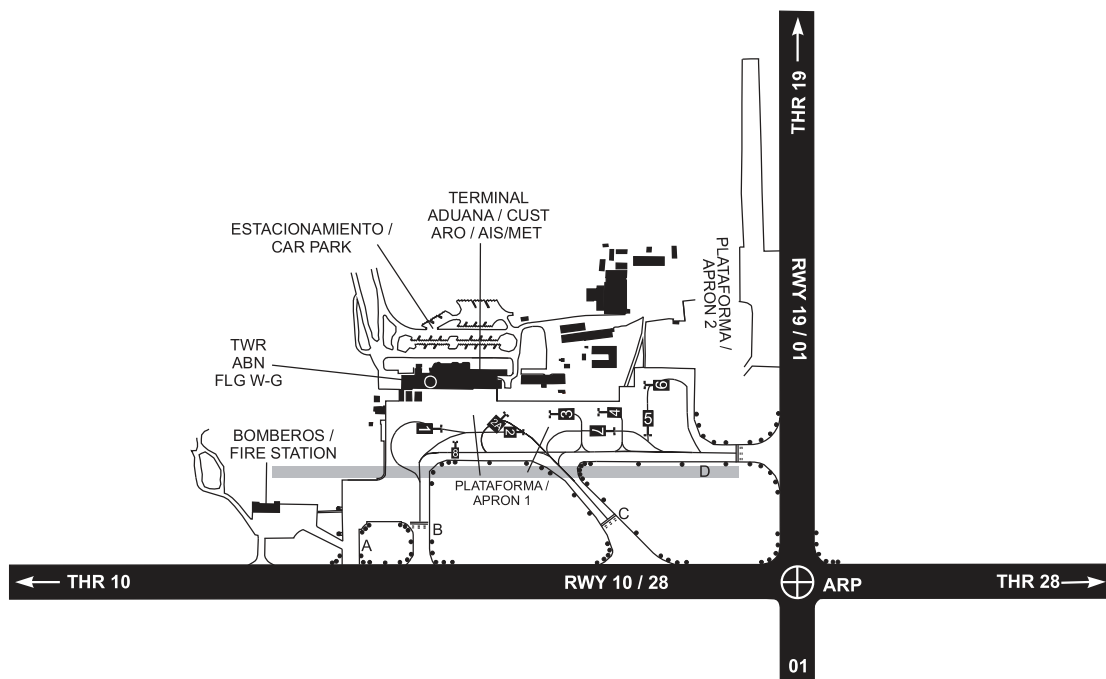 THR 19
TERMINAL
ADUANA / CUST
ARO / AIS/MET
ESTACIONAMIENTO /
CAR PARK
PLATAFORMA /
APRON 2
RWY 19 / 01
TWR
ABN
FLG W-G
BOMBEROS /
FIRE STATION
1
2
3
4
5
6
7
8
PLATAFORMA /
APRON 1
A
B
C
D
THR 10
RWY 10 / 28
ARP
THR 28
01